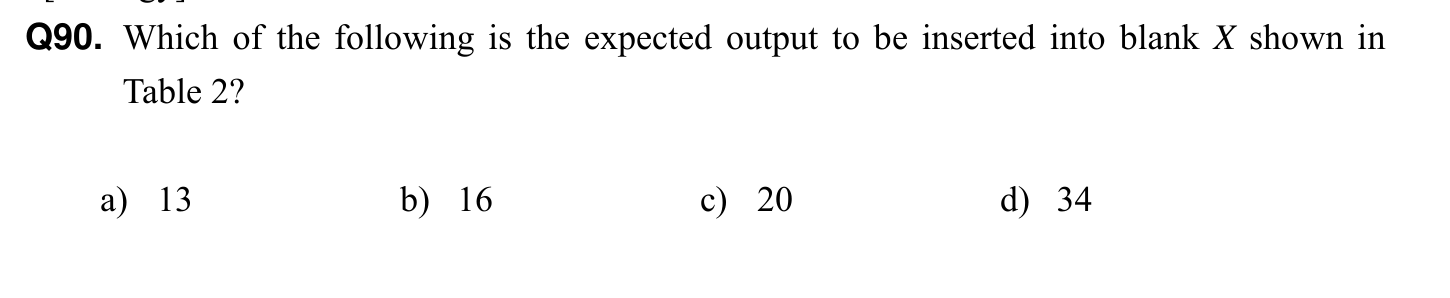 Q90. Which of the following is the expected output to be inserted into blank X shown in
Table 2?
a) 13 b) 16 c) 20 d) 34